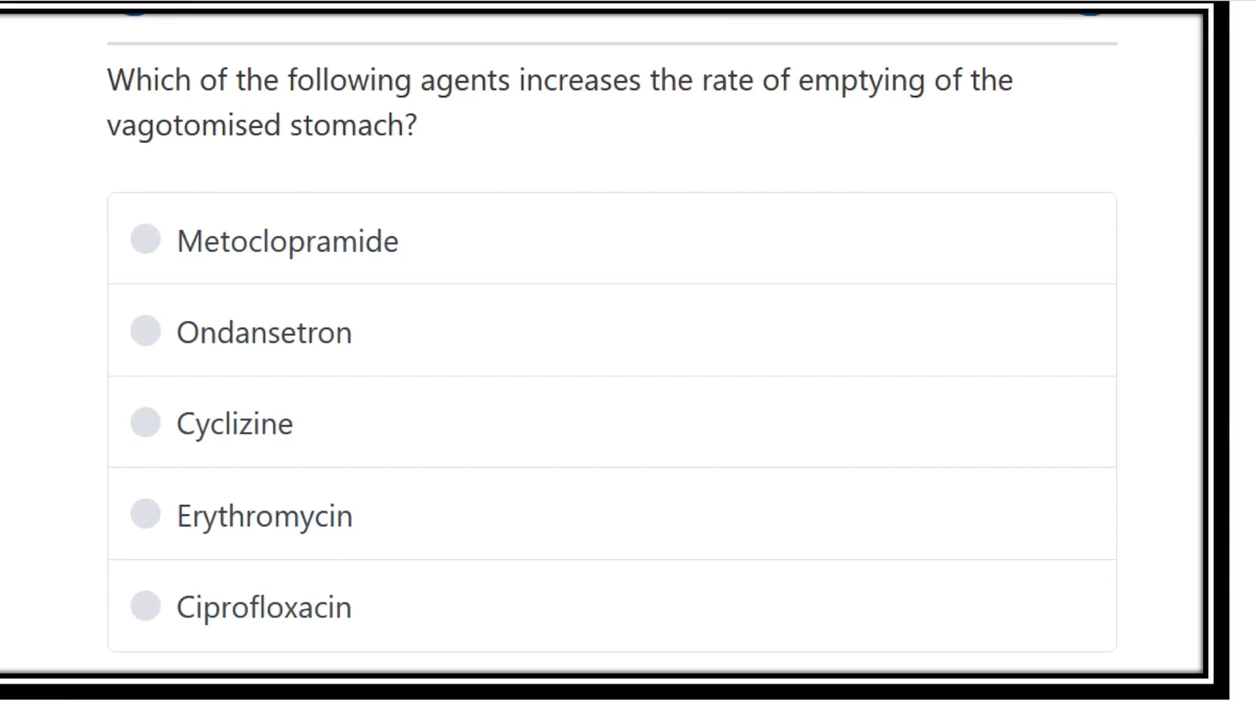 Which of the following agents increases the rate of emptying of the
vagotomised stomach?
Metoclopramide
Ondansetron
Cyclizine
Erythromycin
Ciprofloxacin